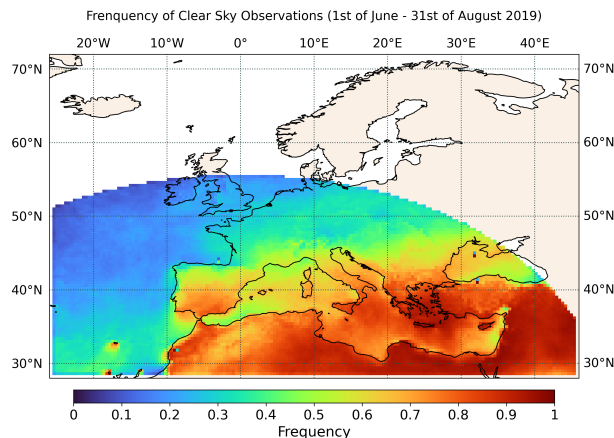 Frenquency of Clear Sky Observations (1st of June - 31st of August 2019)
20°W 10°W 0° 10°E 20°E 30°E 40°E
70°N 70°N
60°N 60°N
50°N 50°N
40°N 40°N
30°N 30°N
0 0.1 0.2 0.3 0.4 0.5 0.6 0.7 0.8 0.9 1
Frequency